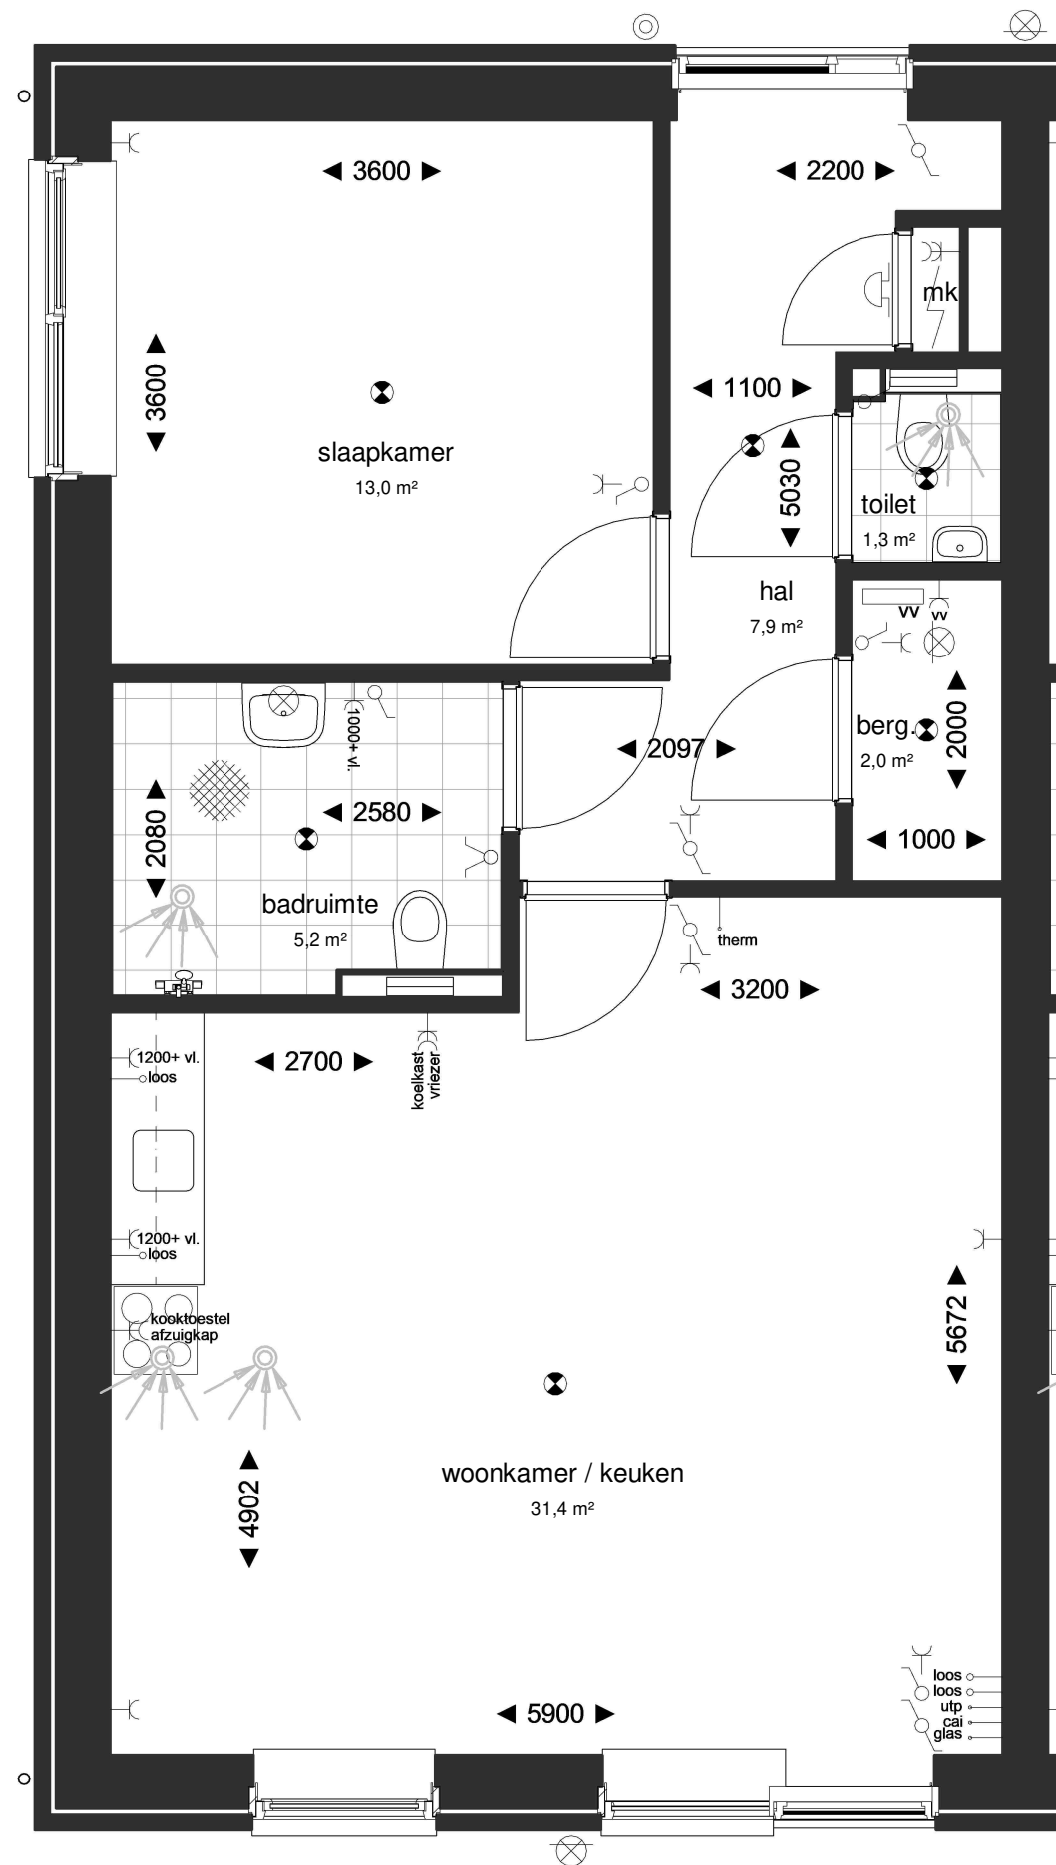 3600
2200
mk
3600
1100
slaapkamer
13,0 m²
5030
toilet
1,3 m²
hal
7,9 m²
vv
vv
1000+ vl.
2097
berg.
2,0 m²
2000
2080
2580
1000
badruimte
5,2 m²
therm
3200
2700
koelkast
vriezer
1200+ vl.
loos
1200+ vl.
loos
kooktoestel
afzuigkap
5672
woonkamer / keuken
31,4 m²
4902
5900
loos
loos
utp
cai
glas